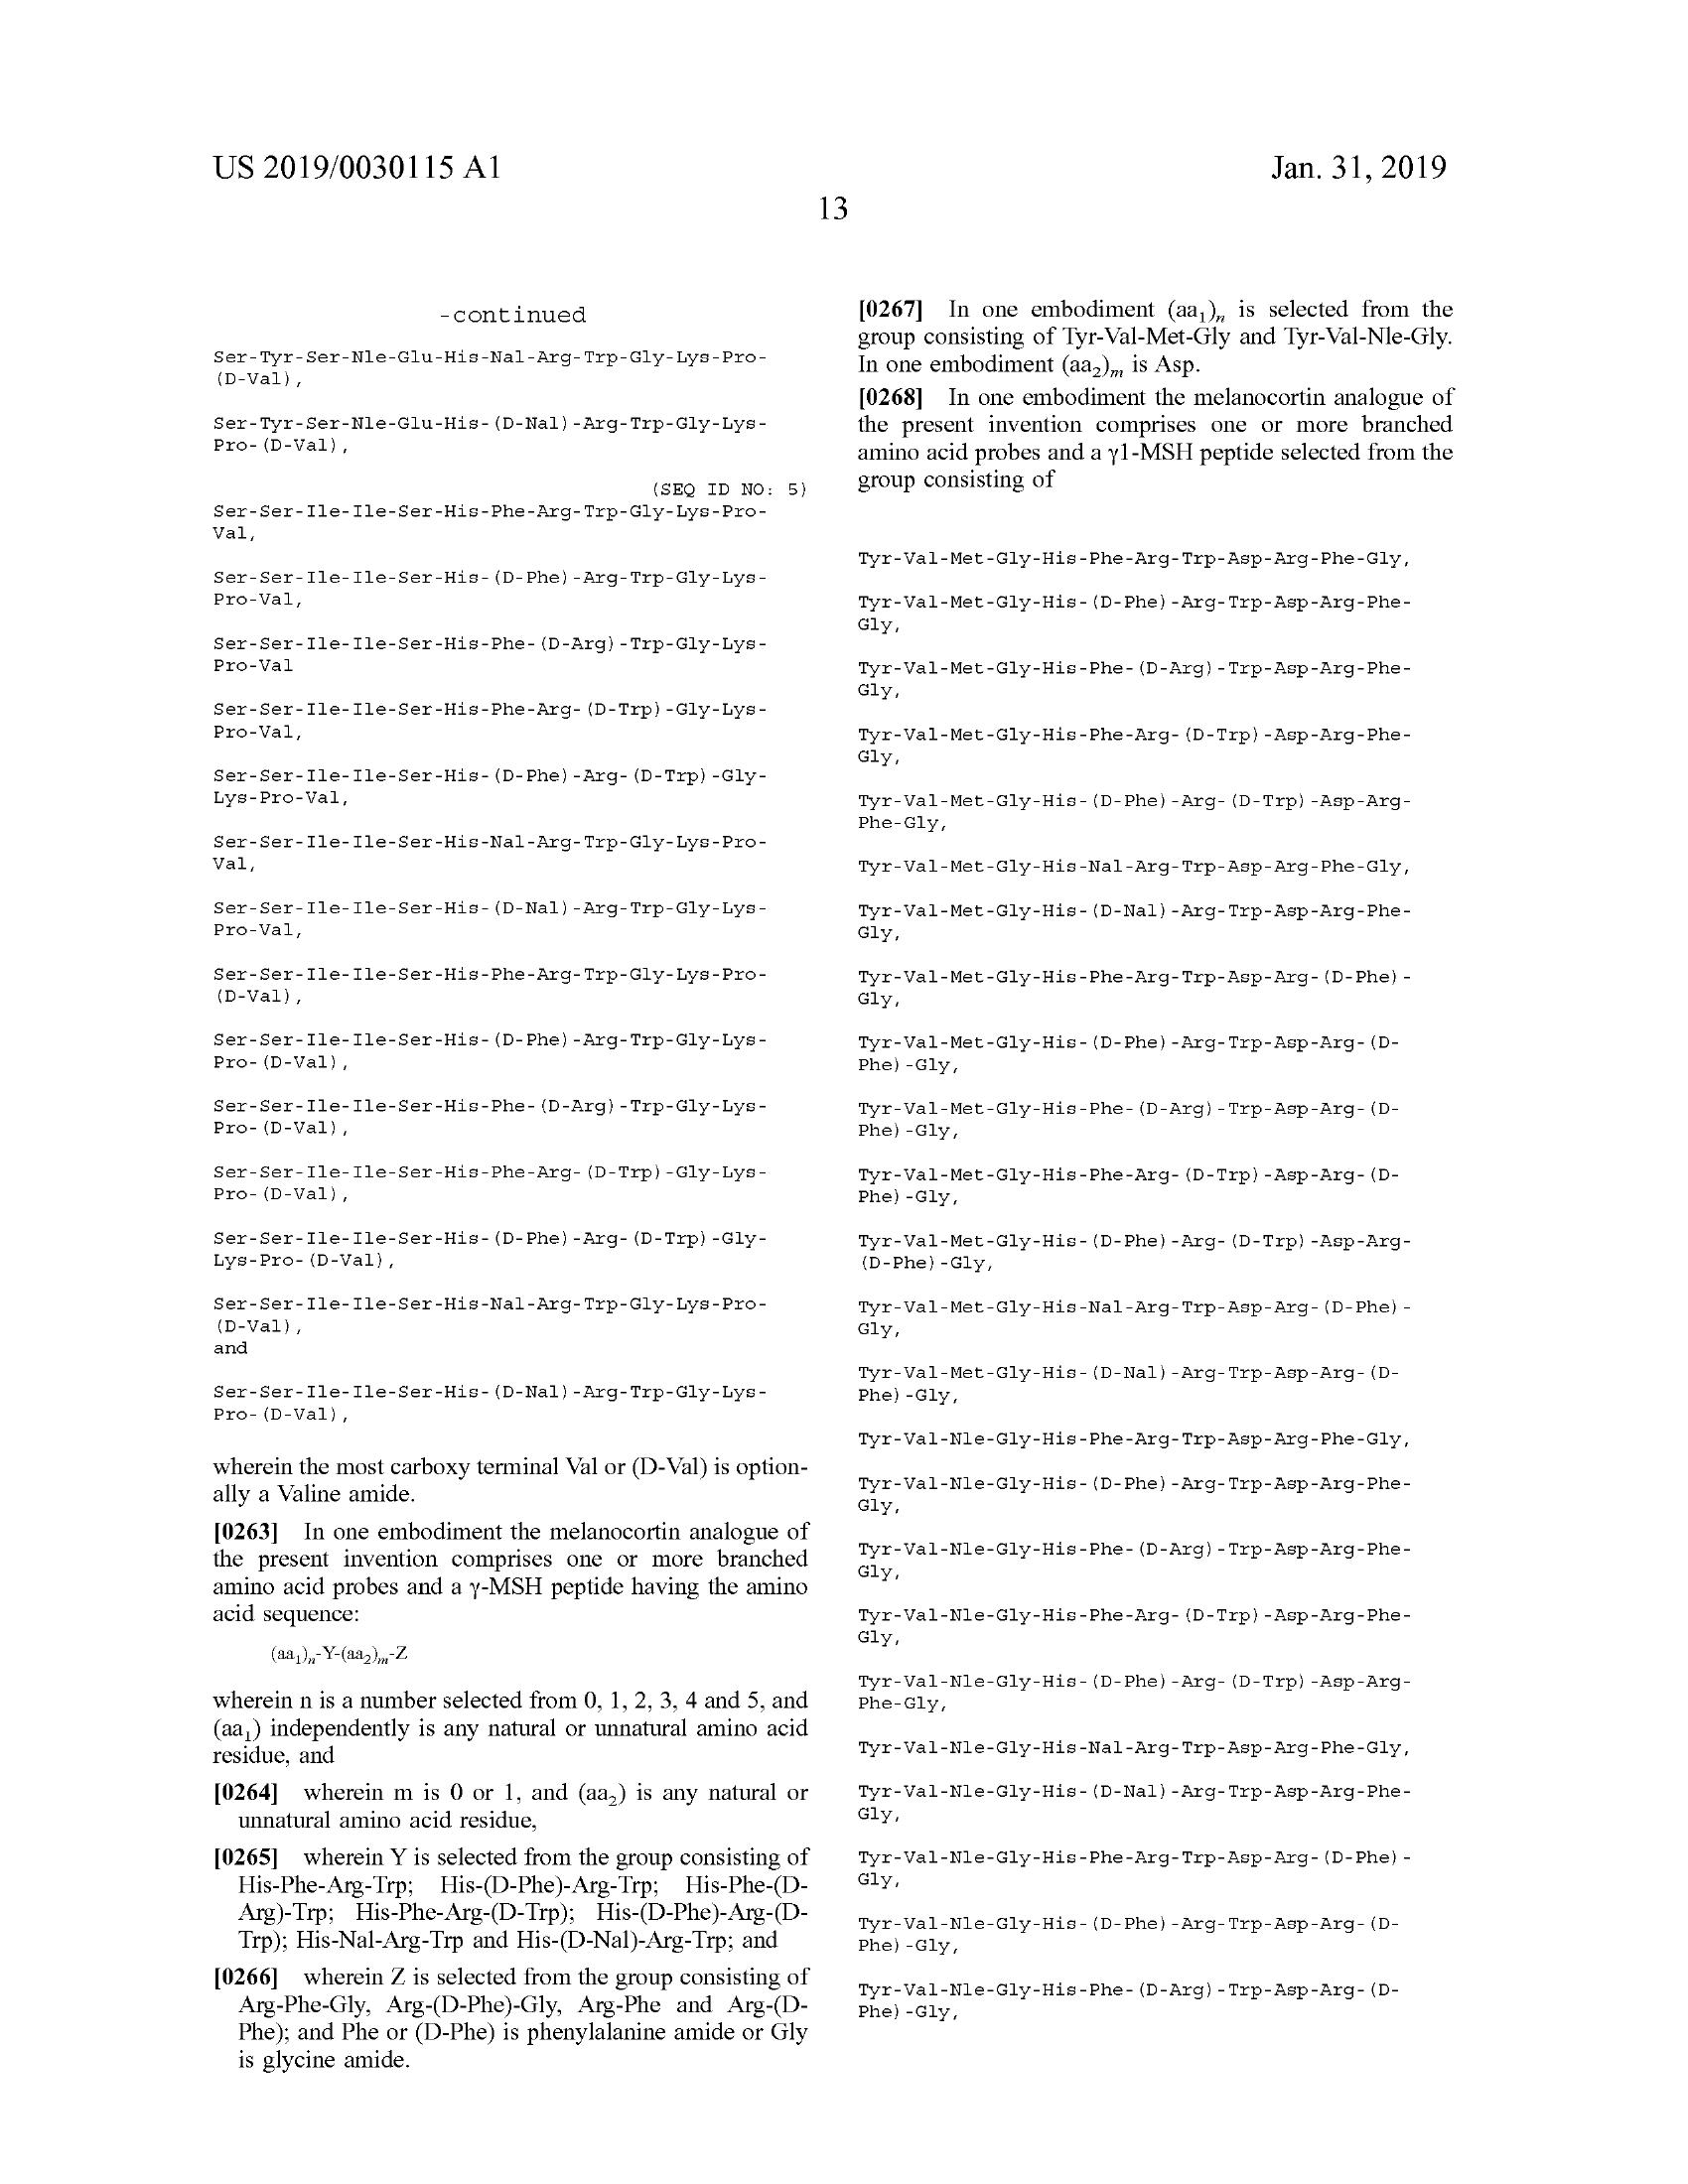 US 2019/0030115 A1
Jan. 31, 2019
13
-continued
Ser-Tyr-Ser-Nle-Glu-His-Nal-Arg-Trp-Gly-Lys-Pro-
(D-Val),
Ser-Tyr-Ser-Nle-Glu-His-(D-Nal)-Arg-Trp-Gly-Lys-
Pro-(D-Val),
(SEQ ID NO: 5)
Ser-Ser-Ile-Ile-Ser-His-Phe-Arg-Trp-Gly-Lys-Pro-
Val,
Ser-Ser-Ile-Ile-Ser-His-(D-Phe)-Arg-Trp-Gly-Lys-
Pro-Val,
Ser-Ser-Ile-Ile-Ser-His-Phe-(D-Arg)-Trp-Gly-Lys-
Pro-Val
Ser-Ser-Ile-Ile-Ser-His-Phe-Arg-(D-Trp)-Gly-Lys-
Pro-Val,
Ser-Ser-Ile-Ile-Ser-His-(D-Phe)-Arg-(D-Trp)-Gly-
Lys-Pro-Val,
Ser-Ser-Ile-Ile-Ser-His-Nal-Arg-Trp-Gly-Lys-Pro-
Val,
Ser-Ser-Ile-Ile-Ser-His-(D-Nal)-Arg-Trp-Gly-Lys-
Pro-Val,
Ser-Ser-Ile-Ile-Ser-His-Phe-Arg-Trp-Gly-Lys-Pro-
(D-Val),
Ser-Ser-Ile-Ile-Ser-His-(D-Phe)-Arg-Trp-Gly-Lys-
Pro-(D-Val),
Ser-Ser-Ile-Ile-Ser-His-Phe-(D-Arg)-Trp-Gly-Lys-
Pro-(D-Val),
Ser-Ser-Ile-Ile-Ser-His-Phe-Arg-(D-Trp)-Gly-Lys-
Pro-(D-Val),
Ser-Ser-Ile-Ile-Ser-His-(D-Phe)-Arg-(D-Trp)-Gly-
Lys-Pro-(D-Val),
Ser-Ser-Ile-Ile-Ser-His-Nal-Arg-Trp-Gly-Lys-Pro-
(D-Val),
and
Ser-Ser-Ile-Ile-Ser-His-(D-Nal)-Arg-Trp-Gly-Lys-
Pro-(D-Val),
wherein the most carboxy terminal Val or (D-Val) is option-
ally a Valine amide.
[0263] In one embodiment the melanocortin analogue of
the present invention comprises one or more branched
amino acid probes and a γ-MSH peptide having the amino
acid sequence:
(aa₁)ₙ-Y-(aa₂)ₘ-Z
wherein n is a number selected from 0, 1, 2, 3, 4 and 5, and
(aa₁) independently is any natural or unnatural amino acid
residue, and
[0264] wherein m is 0 or 1, and (aa₂) is any natural or
unnatural amino acid residue,
[0265] wherein Y is selected from the group consisting of
His-Phe-Arg-Trp; His-(D-Phe)-Arg-Trp; His-Phe-(D-
Arg)-Trp; His-Phe-Arg-(D-Trp); His-(D-Phe)-Arg-(D-
Trp); His-Nal-Arg-Trp and His-(D-Nal)-Arg-Trp; and
[0266] wherein Z is selected from the group consisting of
Arg-Phe-Gly, Arg-(D-Phe)-Gly, Arg-Phe and Arg-(D-
Phe); and Phe or (D-Phe) is phenylalanine amide or Gly
is glycine amide.
[0267] In one embodiment (aa₁)ₙ is selected from the
group consisting of Tyr-Val-Met-Gly and Tyr-Val-Nle-Gly.
In one embodiment (aa₂)ₘ is Asp.
[0268] In one embodiment the melanocortin analogue of
the present invention comprises one or more branched
amino acid probes and a γ1-MSH peptide selected from the
group consisting of
Tyr-Val-Met-Gly-His-Phe-Arg-Trp-Asp-Arg-Phe-Gly,
Tyr-Val-Met-Gly-His-(D-Phe)-Arg-Trp-Asp-Arg-Phe-
Gly,
Tyr-Val-Met-Gly-His-Phe-(D-Arg)-Trp-Asp-Arg-Phe-
Gly,
Tyr-Val-Met-Gly-His-Phe-Arg-(D-Trp)-Asp-Arg-Phe-
Gly,
Tyr-Val-Met-Gly-His-(D-Phe)-Arg-(D-Trp)-Asp-Arg-
Phe-Gly,
Tyr-Val-Met-Gly-His-Nal-Arg-Trp-Asp-Arg-Phe-Gly,
Tyr-Val-Met-Gly-His-(D-Nal)-Arg-Trp-Asp-Arg-Phe-
Gly,
Tyr-Val-Met-Gly-His-Phe-Arg-Trp-Asp-Arg-(D-Phe)-
Gly,
Tyr-Val-Met-Gly-His-(D-Phe)-Arg-Trp-Asp-Arg-(D-
Phe)-Gly,
Tyr-Val-Met-Gly-His-Phe-(D-Arg)-Trp-Asp-Arg-(D-
Phe)-Gly,
Tyr-Val-Met-Gly-His-Phe-Arg-(D-Trp)-Asp-Arg-(D-
Phe)-Gly,
Tyr-Val-Met-Gly-His-(D-Phe)-Arg-(D-Trp)-Asp-Arg-
(D-Phe)-Gly,
Tyr-Val-Met-Gly-His-Nal-Arg-Trp-Asp-Arg-(D-Phe)-
Gly,
Tyr-Val-Met-Gly-His-(D-Nal)-Arg-Trp-Asp-Arg-(D-
Phe)-Gly,
Tyr-Val-Nle-Gly-His-Phe-Arg-Trp-Asp-Arg-Phe-Gly,
Tyr-Val-Nle-Gly-His-(D-Phe)-Arg-Trp-Asp-Arg-Phe-
Gly,
Tyr-Val-Nle-Gly-His-Phe-(D-Arg)-Trp-Asp-Arg-Phe-
Gly,
Tyr-Val-Nle-Gly-His-Phe-Arg-(D-Trp)-Asp-Arg-Phe-
Gly,
Tyr-Val-Nle-Gly-His-(D-Phe)-Arg-(D-Trp)-Asp-Arg-
Phe-Gly,
Tyr-Val-Nle-Gly-His-Nal-Arg-Trp-Asp-Arg-Phe-Gly,
Tyr-Val-Nle-Gly-His-(D-Nal)-Arg-Trp-Asp-Arg-Phe-
Gly,
Tyr-Val-Nle-Gly-His-Phe-Arg-Trp-Asp-Arg-(D-Phe)-
Gly,
Tyr-Val-Nle-Gly-His-(D-Phe)-Arg-Trp-Asp-Arg-(D-
Phe)-Gly,
Tyr-Val-Nle-Gly-His-Phe-(D-Arg)-Trp-Asp-Arg-(D-
Phe)-Gly,